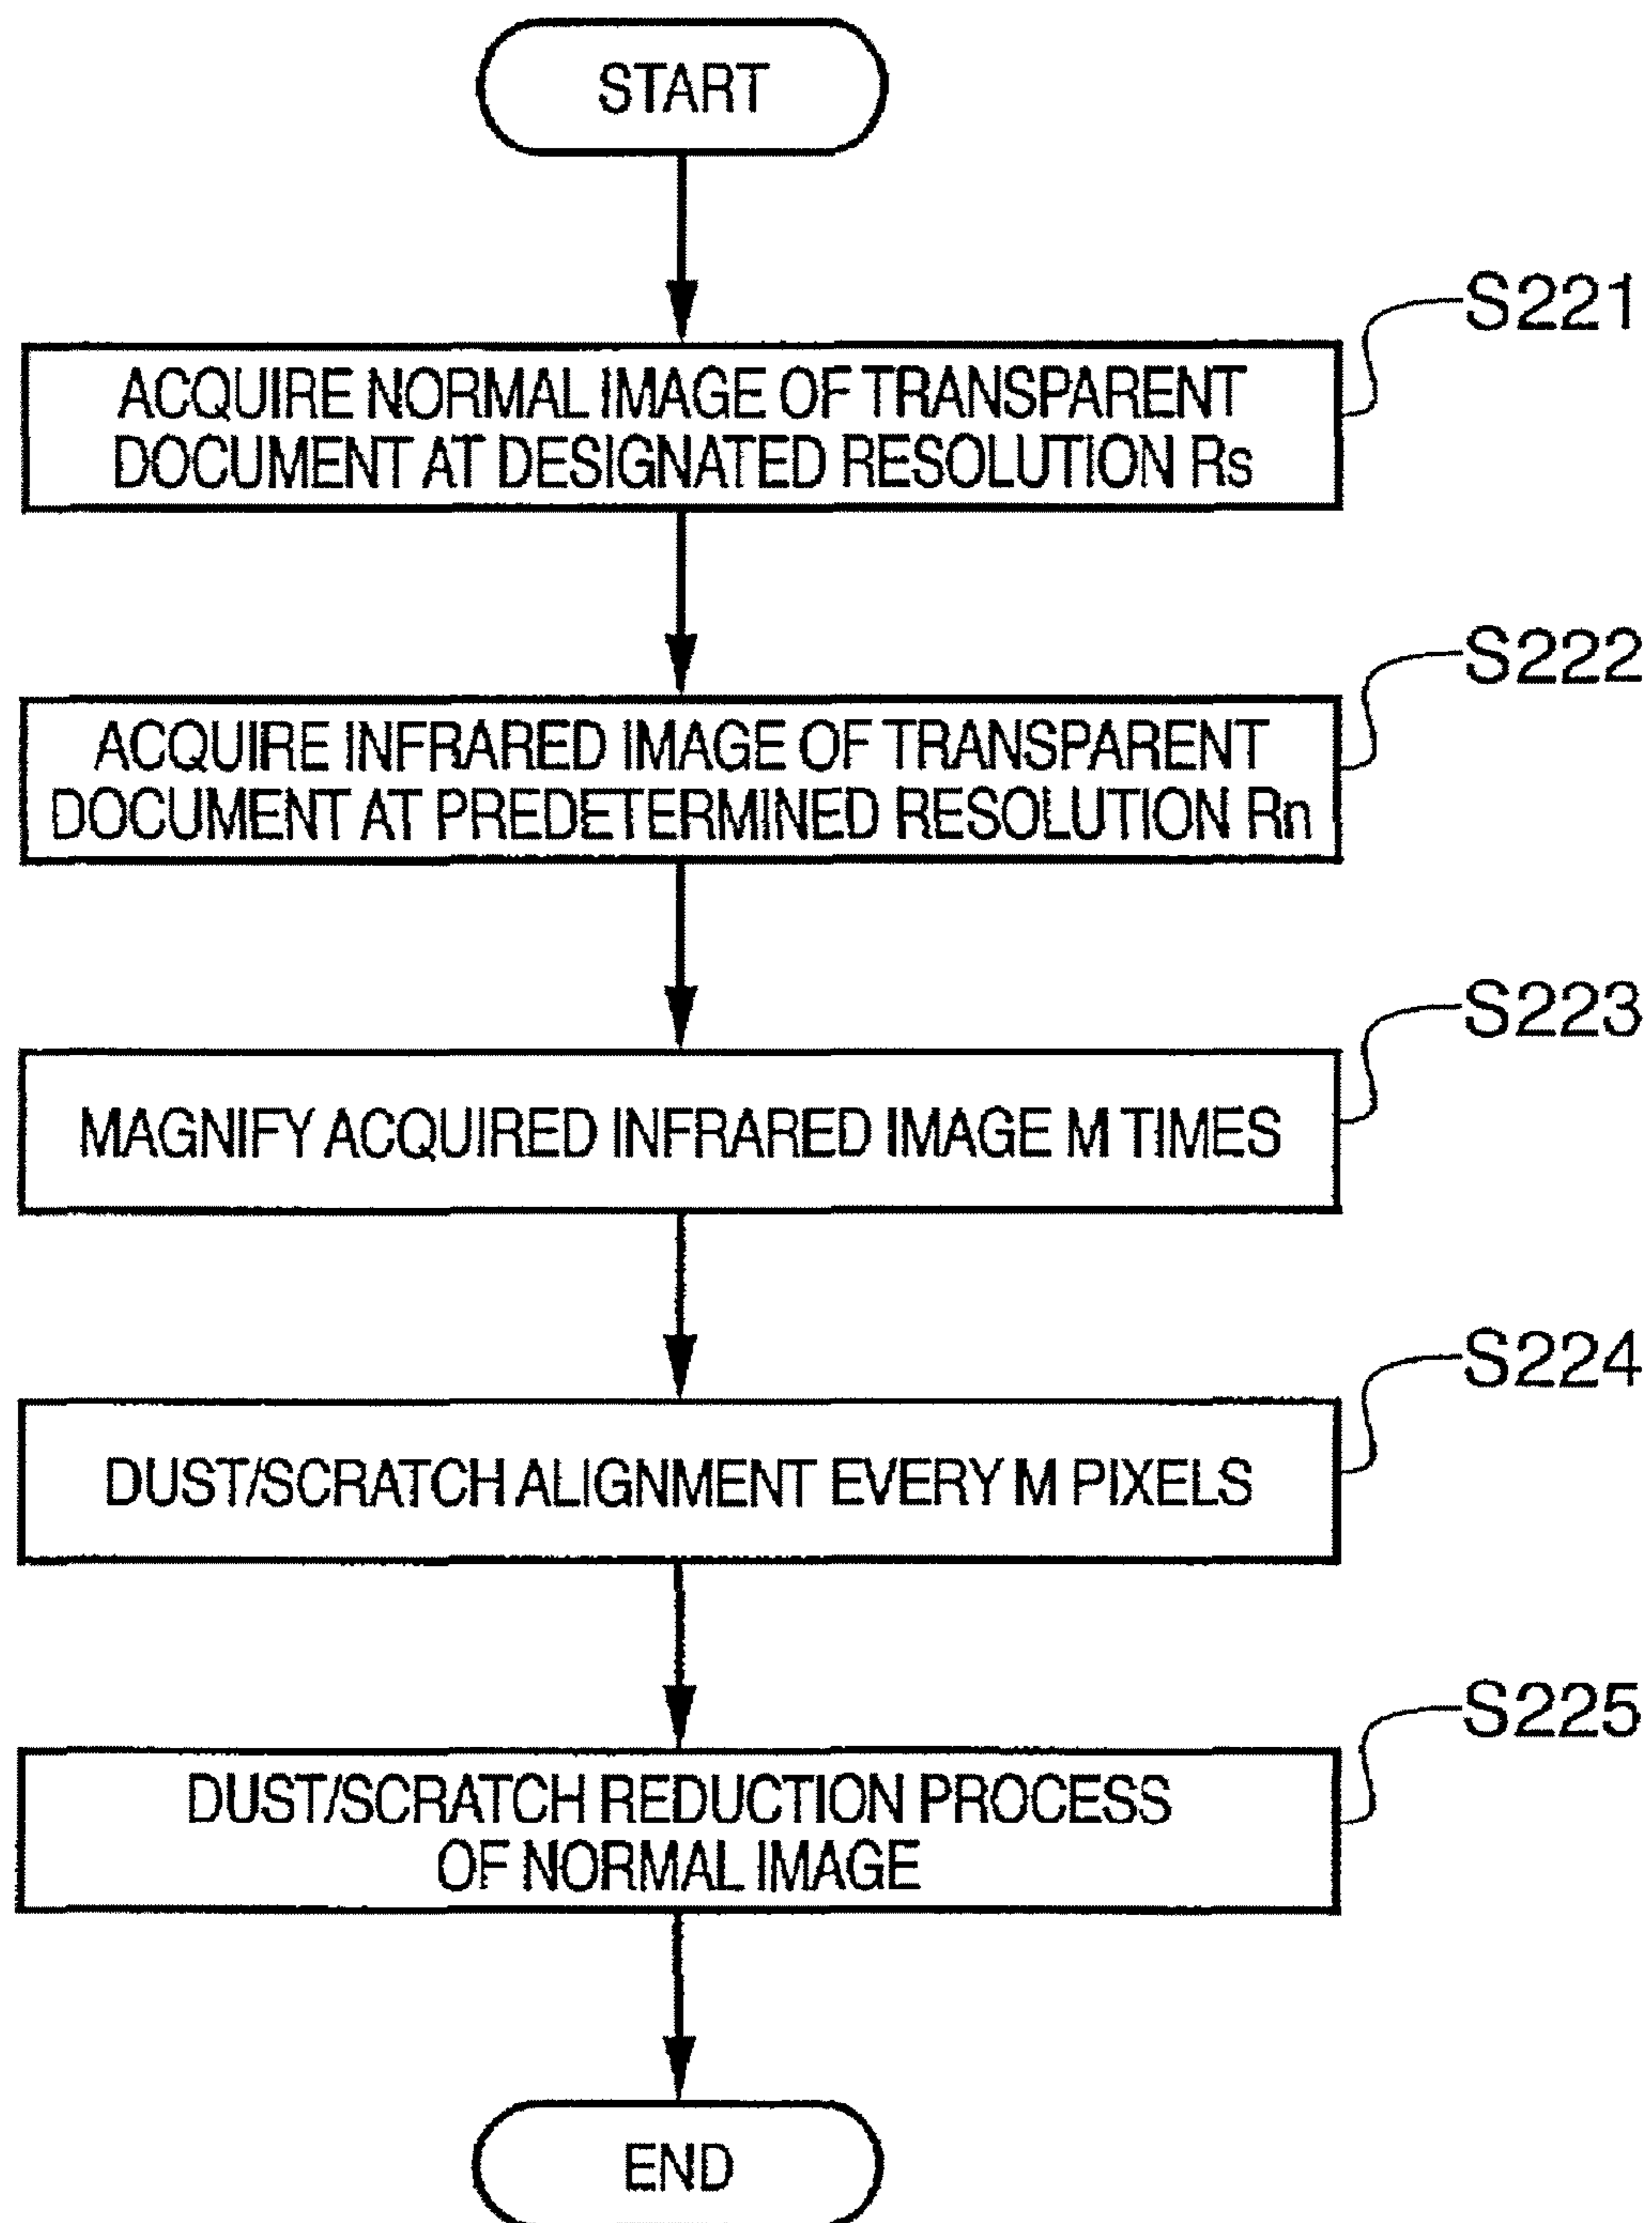 START
S221
ACQUIRE NORMAL IMAGE OF TRANSPARENT
DOCUMENT AT DESIGNATED RESOLUTION Rs
S222
ACQUIRE INFRARED IMAGE OF TRANSPARENT
DOCUMENT AT PREDETERMINED RESOLUTION Rn
S223
MAGNIFY ACQUIRED INFRARED IMAGE M TIMES
S224
DUST/SCRATCH ALIGNMENT EVERY M PIXELS
S225
DUST/SCRATCH REDUCTION PROCESS
OF NORMAL IMAGE
END